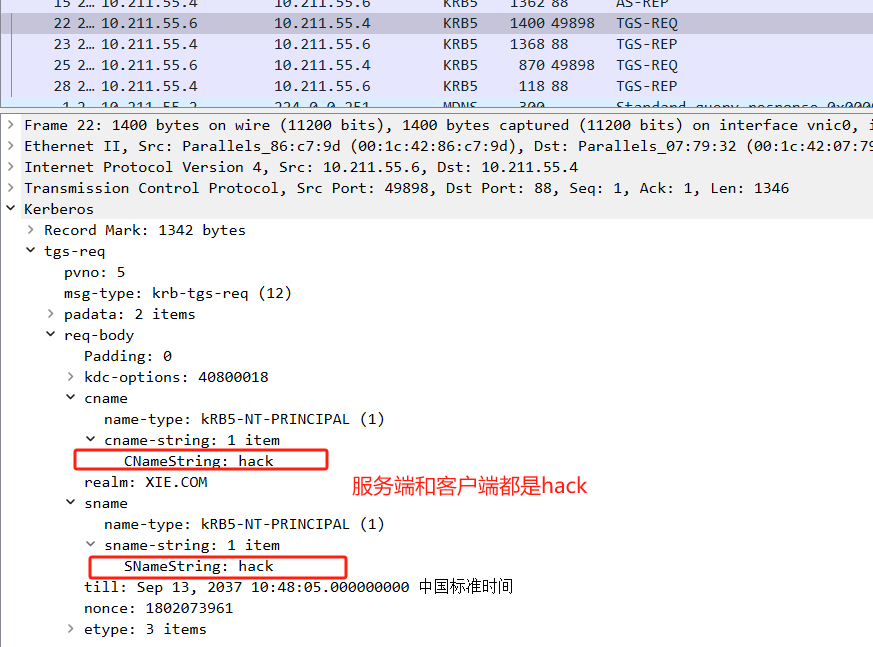 15 2… 10.211.55.4 10.211.55.6 KRB5 1362 88 AS-REP
22 2… 10.211.55.6 10.211.55.4 KRB5 1400 49898 TGS-REQ
23 2… 10.211.55.4 10.211.55.6 KRB5 1368 88 TGS-REP
25 2… 10.211.55.6 10.211.55.4 KRB5 870 49898 TGS-REQ
28 2… 10.211.55.4 10.211.55.6 KRB5 118 88 TGS-REP
1 2… 10.211.55.2 224.0.0.251 MDNS 300 Standard query response 0x000
Frame 22: 1400 bytes on wire (11200 bits), 1400 bytes captured (11200 bits) on interface vnic0, i
Ethernet II, Src: Parallels_86:c7:9d (00:1c:42:86:c7:9d), Dst: Parallels_07:79:32 (00:1c:42:07:79
Internet Protocol Version 4, Src: 10.211.55.6, Dst: 10.211.55.4
Transmission Control Protocol, Src Port: 49898, Dst Port: 88, Seq: 1, Ack: 1, Len: 1346
Kerberos
Record Mark: 1342 bytes
tgs-req
pvno: 5
msg-type: krb-tgs-req (12)
padata: 2 items
req-body
Padding: 0
kdc-options: 40800018
cname
name-type: kRB5-NT-PRINCIPAL (1)
cname-string: 1 item
CNameString: hack
realm: XIE.COM
服务端和客户端都是hack
sname
name-type: kRB5-NT-PRINCIPAL (1)
sname-string: 1 item
SNameString: hack
till: Sep 13, 2037 10:48:05.000000000 中国标准时间
nonce: 1802073961
etype: 3 items